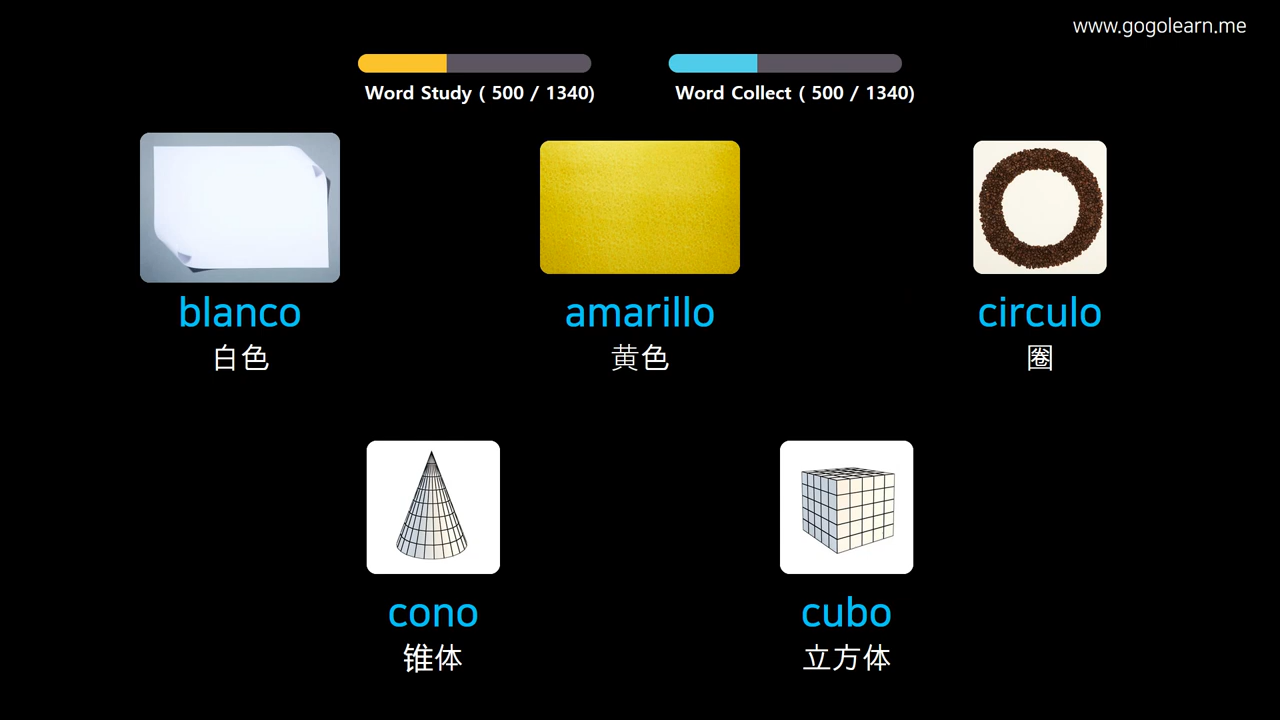 www.gogolearn.me
Word Study ( 500 / 1340)
Word Collect ( 500 / 1340)
blanco
amarillo
circulo
白色
黄色
圈
cono
cubo
锥体
立方体